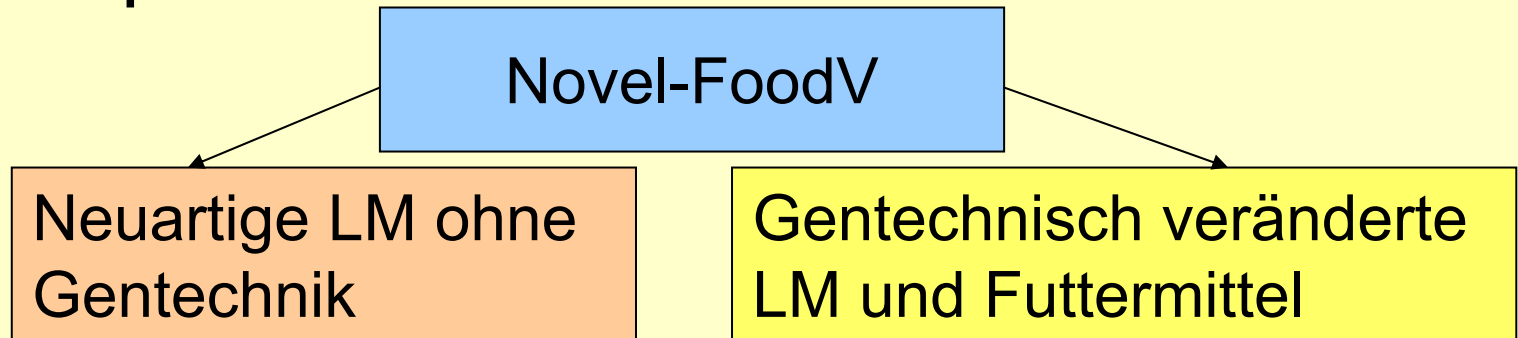 Novel-FoodV
Neuartige LM ohne
Gentechnik
Gentechnisch veränderte
LM und Futtermittel